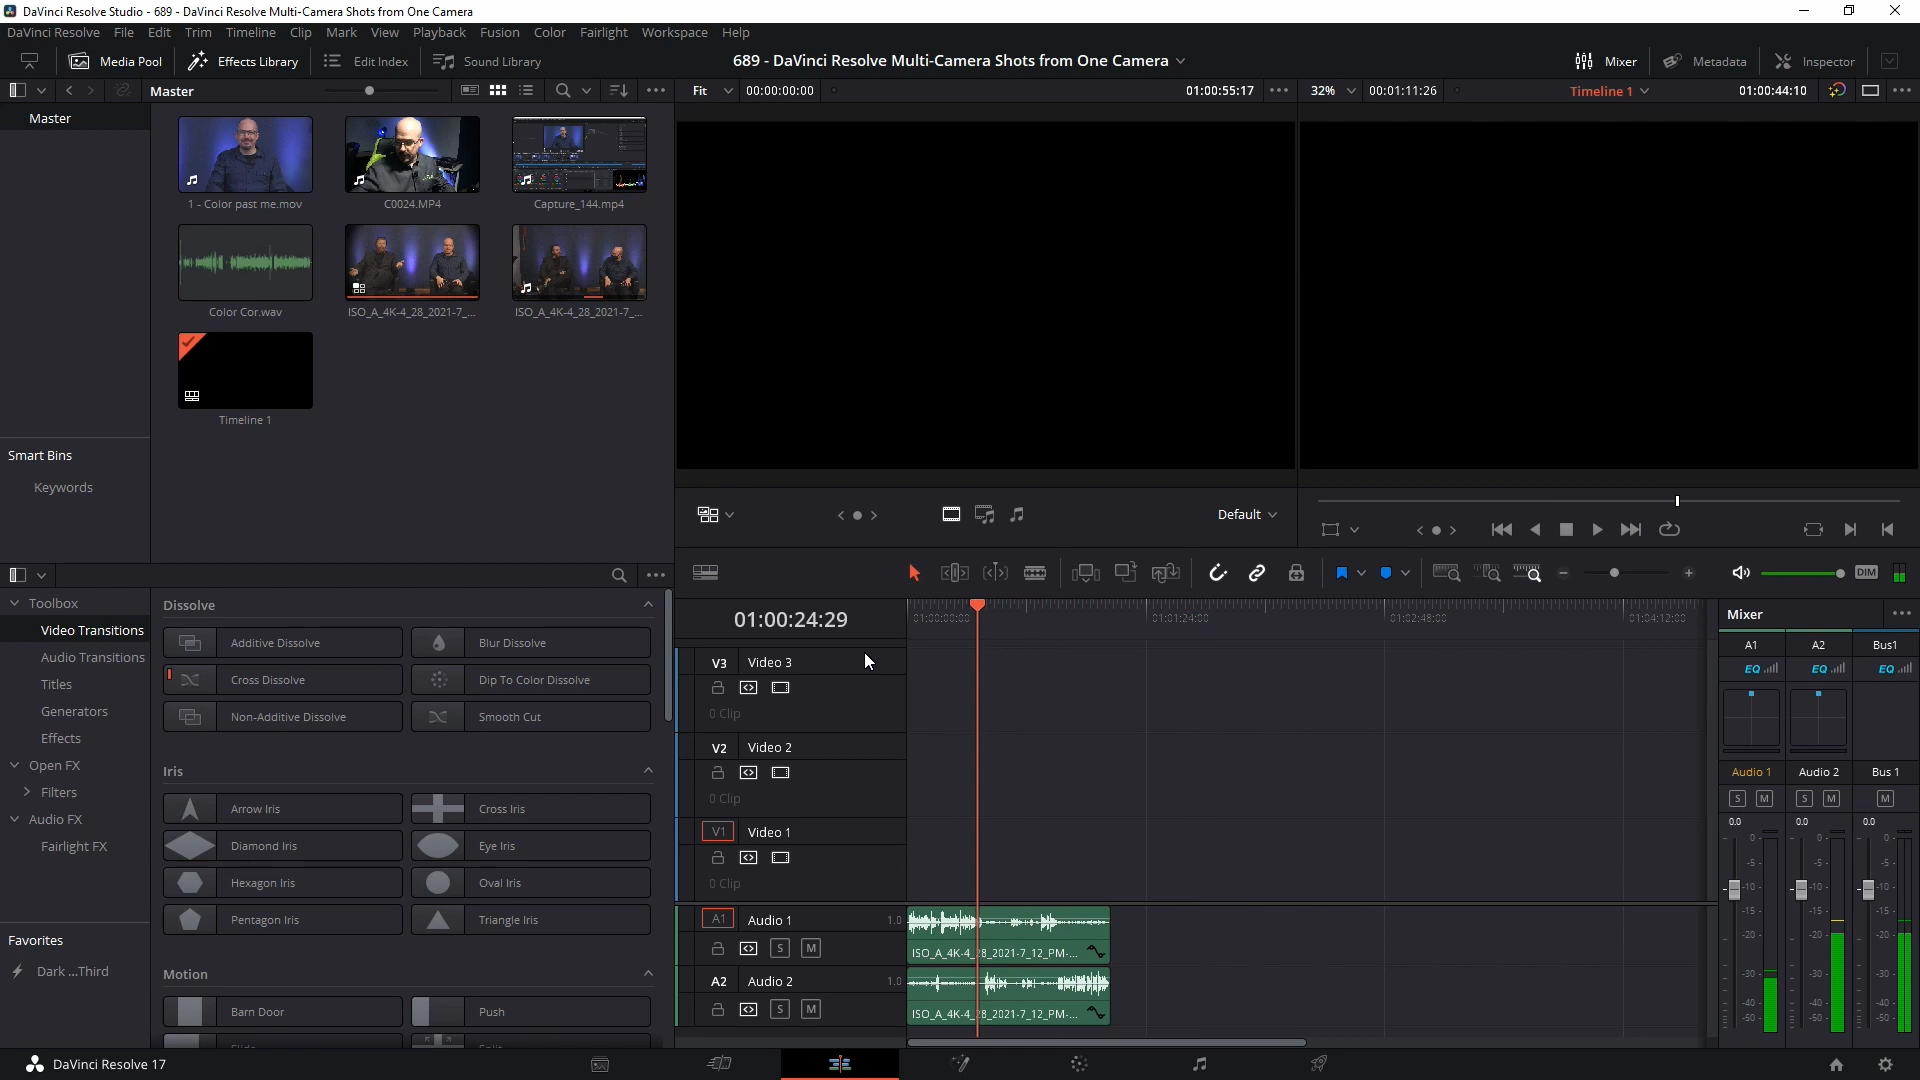 DaVinci Resolve Studio - 689 - DaVinci Resolve Multi-Camera Shots from One Camera
DaVinci Resolve File Edit Trim Timeline Clip Mark View Playback Fusion Color Fairlight Workspace Help
Media Pool Effects Library Edit Index Sound Library 689 - DaVinci Resolve Multi-Camera Shots from One Camera Mixer Metadata Inspector
Master Fit 00:00:00:00 01:00:55:17 32% 00:01:11:26 Timeline 1 01:00:44:10
Master
1 - Color past me.mov C0024.MP4 Capture_144.mp4
Color Cor.wav ISO_A_4K-4_28_2021-7_... ISO_A_4K-4_28_2021-7_...
Timeline 1
Smart Bins
Keywords
Default
DIM
Toolbox
Video Transitions
Audio Transitions
Titles
Generators
Effects
Open FX
Filters
Audio FX
Fairlight FX
Favorites
Dark ...Third
Dissolve
Additive Dissolve Blur Dissolve
Cross Dissolve Dip To Color Dissolve
Non-Additive Dissolve Smooth Cut
Iris
Arrow Iris Cross Iris
Diamond Iris Eye Iris
Hexagon Iris Oval Iris
Pentagon Iris Triangle Iris
Motion
Barn Door Push
01:00:24:29 01:00:00:00 01:01:24:00 01:02:48:00 01:04:12:00
V3 Video 3
0 Clip
V2 Video 2
0 Clip
V1 Video 1
0 Clip
A1 Audio 1 1.0
S M ISO_A_4K-4_28_2021-7_12_PM-...
A2 Audio 2 1.0
S M ISO_A_4K-4_28_2021-7_12_PM-...
Mixer
A1 A2 Bus1
EQ EQ EQ
Audio 1 Audio 2 Bus 1
S M S M M
0.0 0.0 0.0
0 0 0
-5 -5 -5
-10 -10 -10
-15 -15 -15
-20 -20 -20
-30 -30 -30
-40 -40 -40
-50 -50 -50
DaVinci Resolve 17